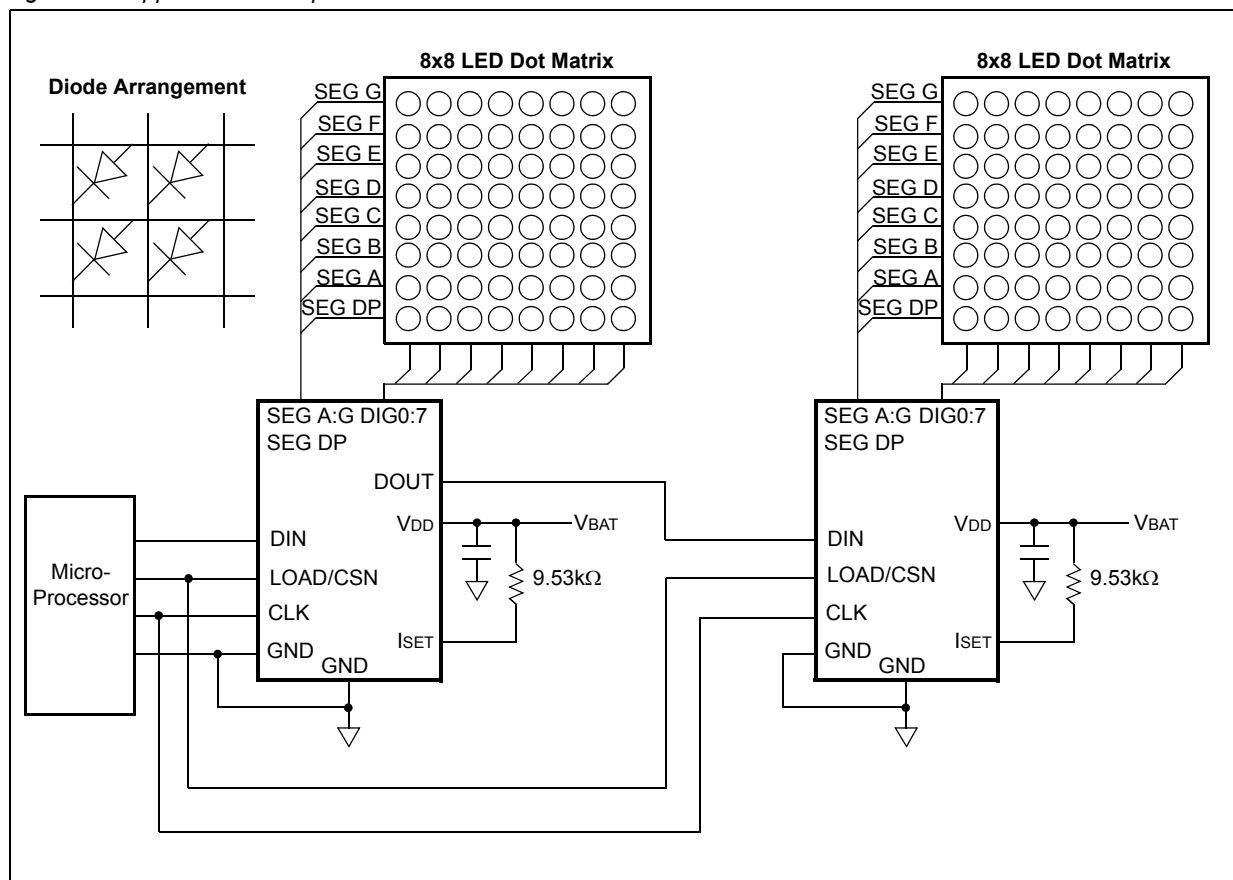 8x8 LED Dot Matrix
8x8 LED Dot Matrix
Diode Arrangement
SEG G
SEG F
SEG E
SEG D
SEG C
SEG B
SEG A
SEG DP
SEG G
SEG F
SEG E
SEG D
SEG C
SEG B
SEG A
SEG DP
SEG A:G DIG0:7
SEG DP
DOUT
VDD
VBAT
DIN
LOAD/CSN
9.53kΩ
CLK
ISET
GND
GND
Micro-
Processor
SEG A:G DIG0:7
SEG DP
VDD
VBAT
DIN
LOAD/CSN
9.53kΩ
CLK
ISET
GND
GND